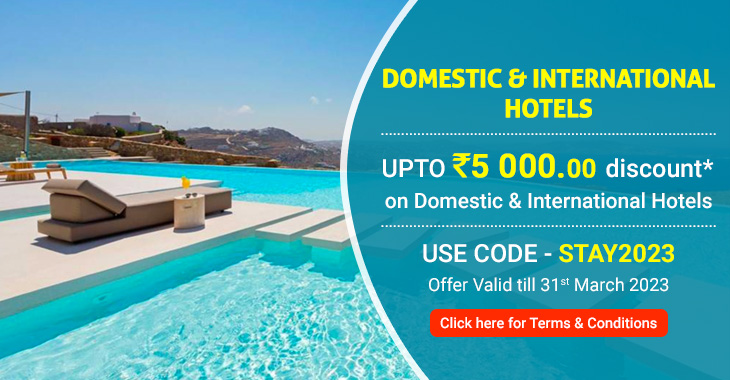 DOMESTIC & INTERNATIONAL
HOTELS
UPTO ₹5 000.00 discount*
on Domestic & International Hotels
USE CODE - STAY2023
Offer Valid till 31st March 2023
Click here for Terms & Conditions